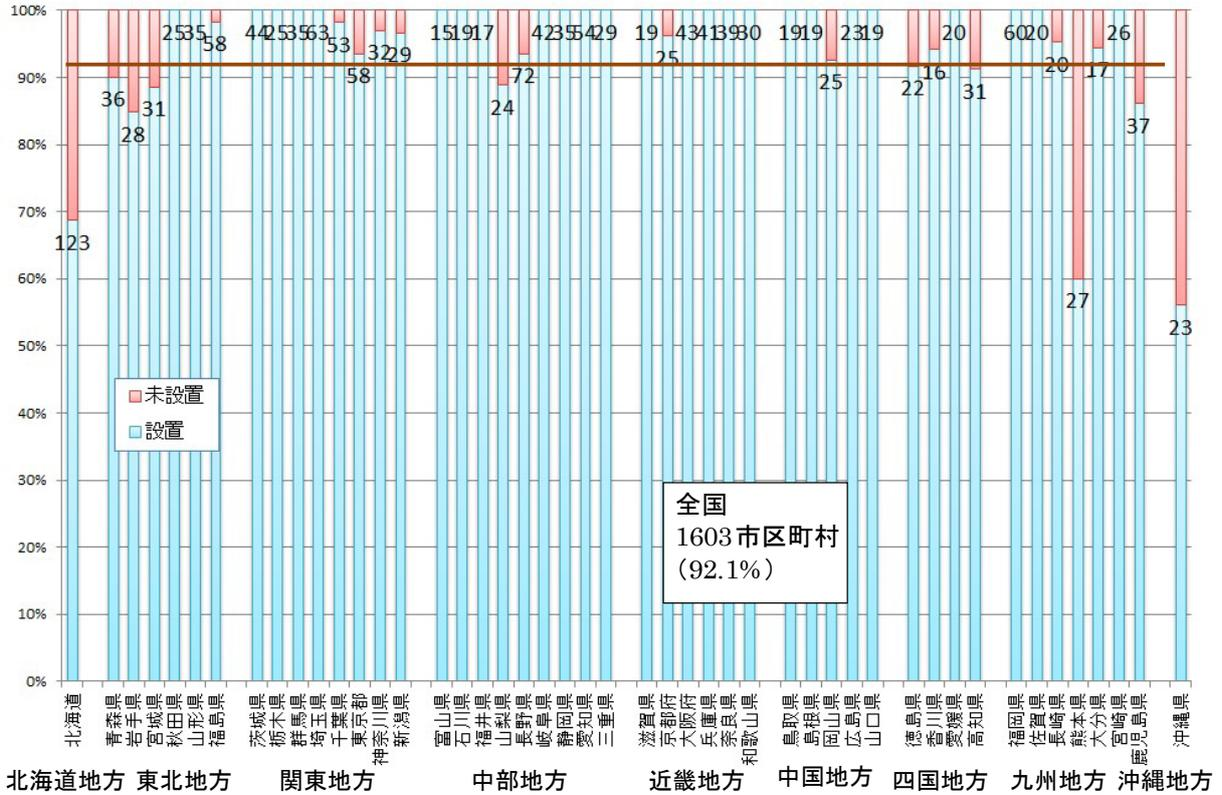 100%
90%
80%
70%
60%
50%
40%
30%
20%
10%
0%
123
36
28
31
25
35
58
44
25
35
63
53
58
32
29
15
19
17
24
72
42
35
54
29
19
25
43
41
39
30
19
19
25
23
19
22
16
20
31
60
20
20
27
17
26
37
23
未設置
設置
全国
1603市区町村
（92.1%）
北海道
青森県
岩手県
宮城県
秋田県
山形県
福島県
茨城県
栃木県
群馬県
埼玉県
千葉県
東京都
神奈川県
新潟県
富山県
石川県
福井県
山梨県
長野県
岐阜県
静岡県
愛知県
三重県
滋賀県
京都府
大阪府
兵庫県
奈良県
和歌山県
鳥取県
島根県
岡山県
広島県
山口県
徳島県
香川県
愛媛県
高知県
福岡県
佐賀県
長崎県
熊本県
大分県
宮崎県
鹿児島県
沖縄県
北海道地方 東北地方 関東地方 中部地方 近畿地方 中国地方 四国地方 九州地方 沖縄地方